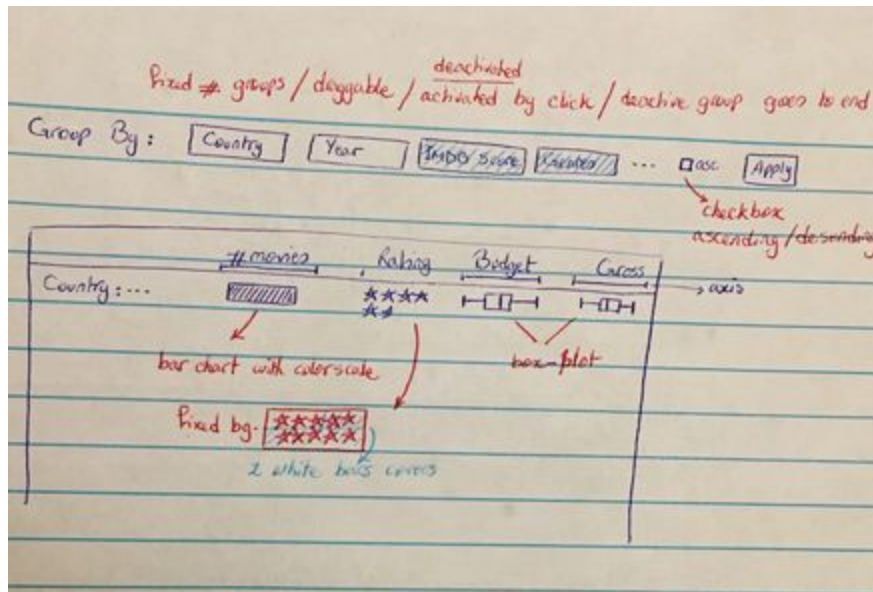 fixed # groups / daggable / deactivated
activated by click / deactive group goes to end
Group By: Country Year IMDB Score ... asc Apply
checkbox
ascending/desending
#movies Rating Budget Gross
axis
Country: ...
bar chart with colorscale
box-plot
fixed bg.
2 white bars covers